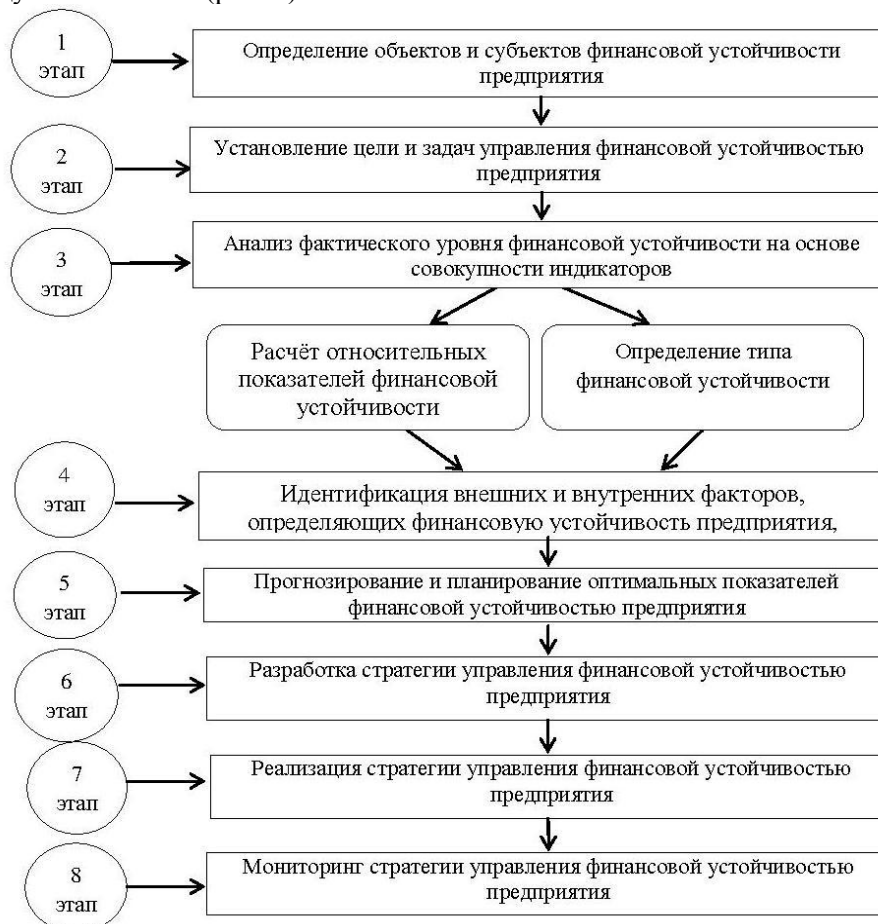 1
этап
Определение объектов и субъектов финансовой устойчивости
предприятия
2
этап
Установление цели и задач управления финансовой устойчивостью
предприятия
3
этап
Анализ фактического уровня финансовой устойчивости на основе
совокупности индикаторов
Расчёт относительных
показателей финансовой
устойчивости
Определение типа
финансовой устойчивости
4
этап
Идентификация внешних и внутренних факторов,
определяющих финансовую устойчивость предприятия,
5
этап
Прогнозирование и планирование оптимальных показателей
финансовой устойчивостью предприятия
6
этап
Разработка стратегии управления финансовой устойчивостью
предприятия
7
этап
Реализация стратегии управления финансовой устойчивостью
предприятия
8
этап
Мониторинг стратегии управления финансовой устойчивостью
предприятия